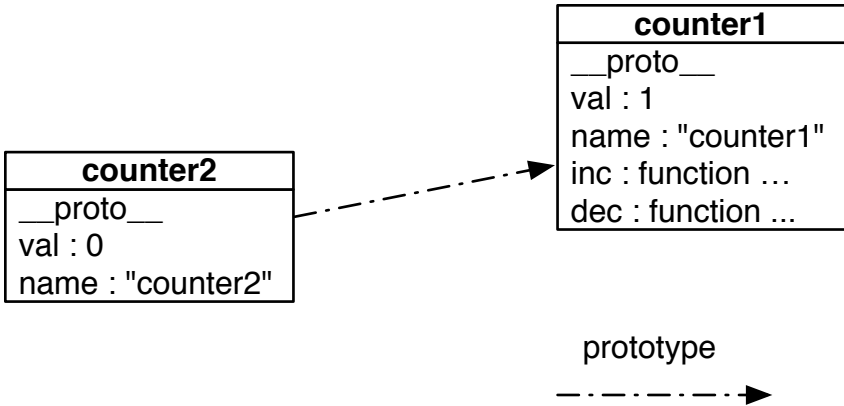 counter1
__proto__
val : 1
name : "counter1"
inc : function …
dec : function ...
counter2
__proto__
val : 0
name : "counter2"
prototype